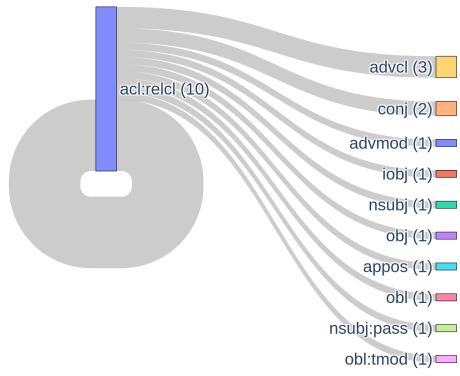 advcl (3)
acl:relcl (10)
conj (2)
advmod (1)
iobj (1)
nsubj (1)
obj (1)
appos (1)
obl (1)
nsubj:pass (1)
obl:tmod (1)